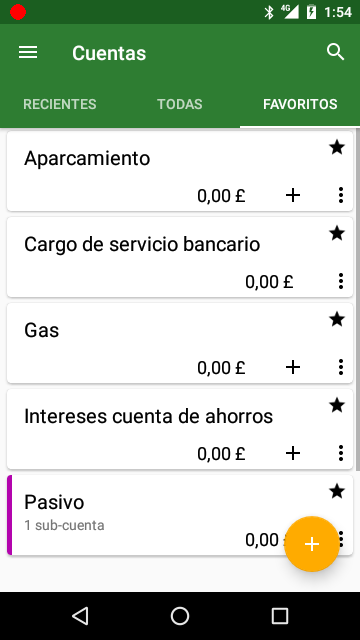 4G 1:54
Cuentas
RECIENTES TODAS FAVORITOS
Aparcamiento
0,00 £
Cargo de servicio bancario
0,00 £
Gas
0,00 £
Intereses cuenta de ahorros
0,00 £
Pasivo
1 sub-cuenta
0,00